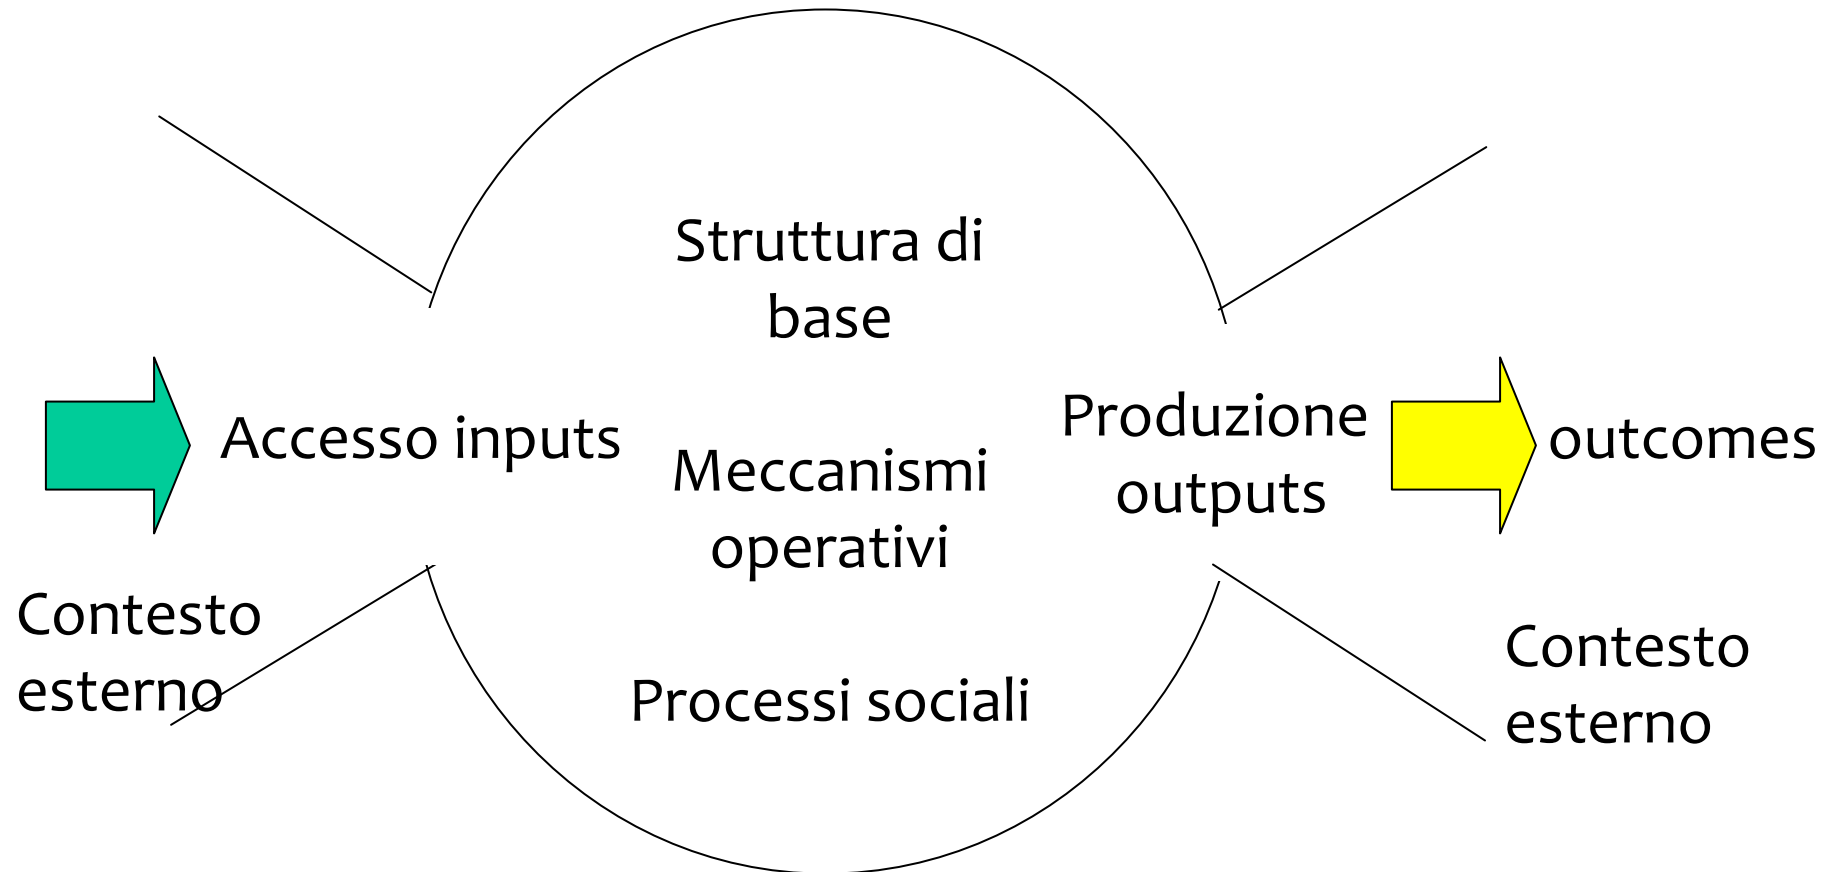 Struttura di
base
Accesso inputs
Meccanismi
operativi
Produzione
outputs
outcomes
Contesto
esterno
Processi sociali
Contesto
esterno